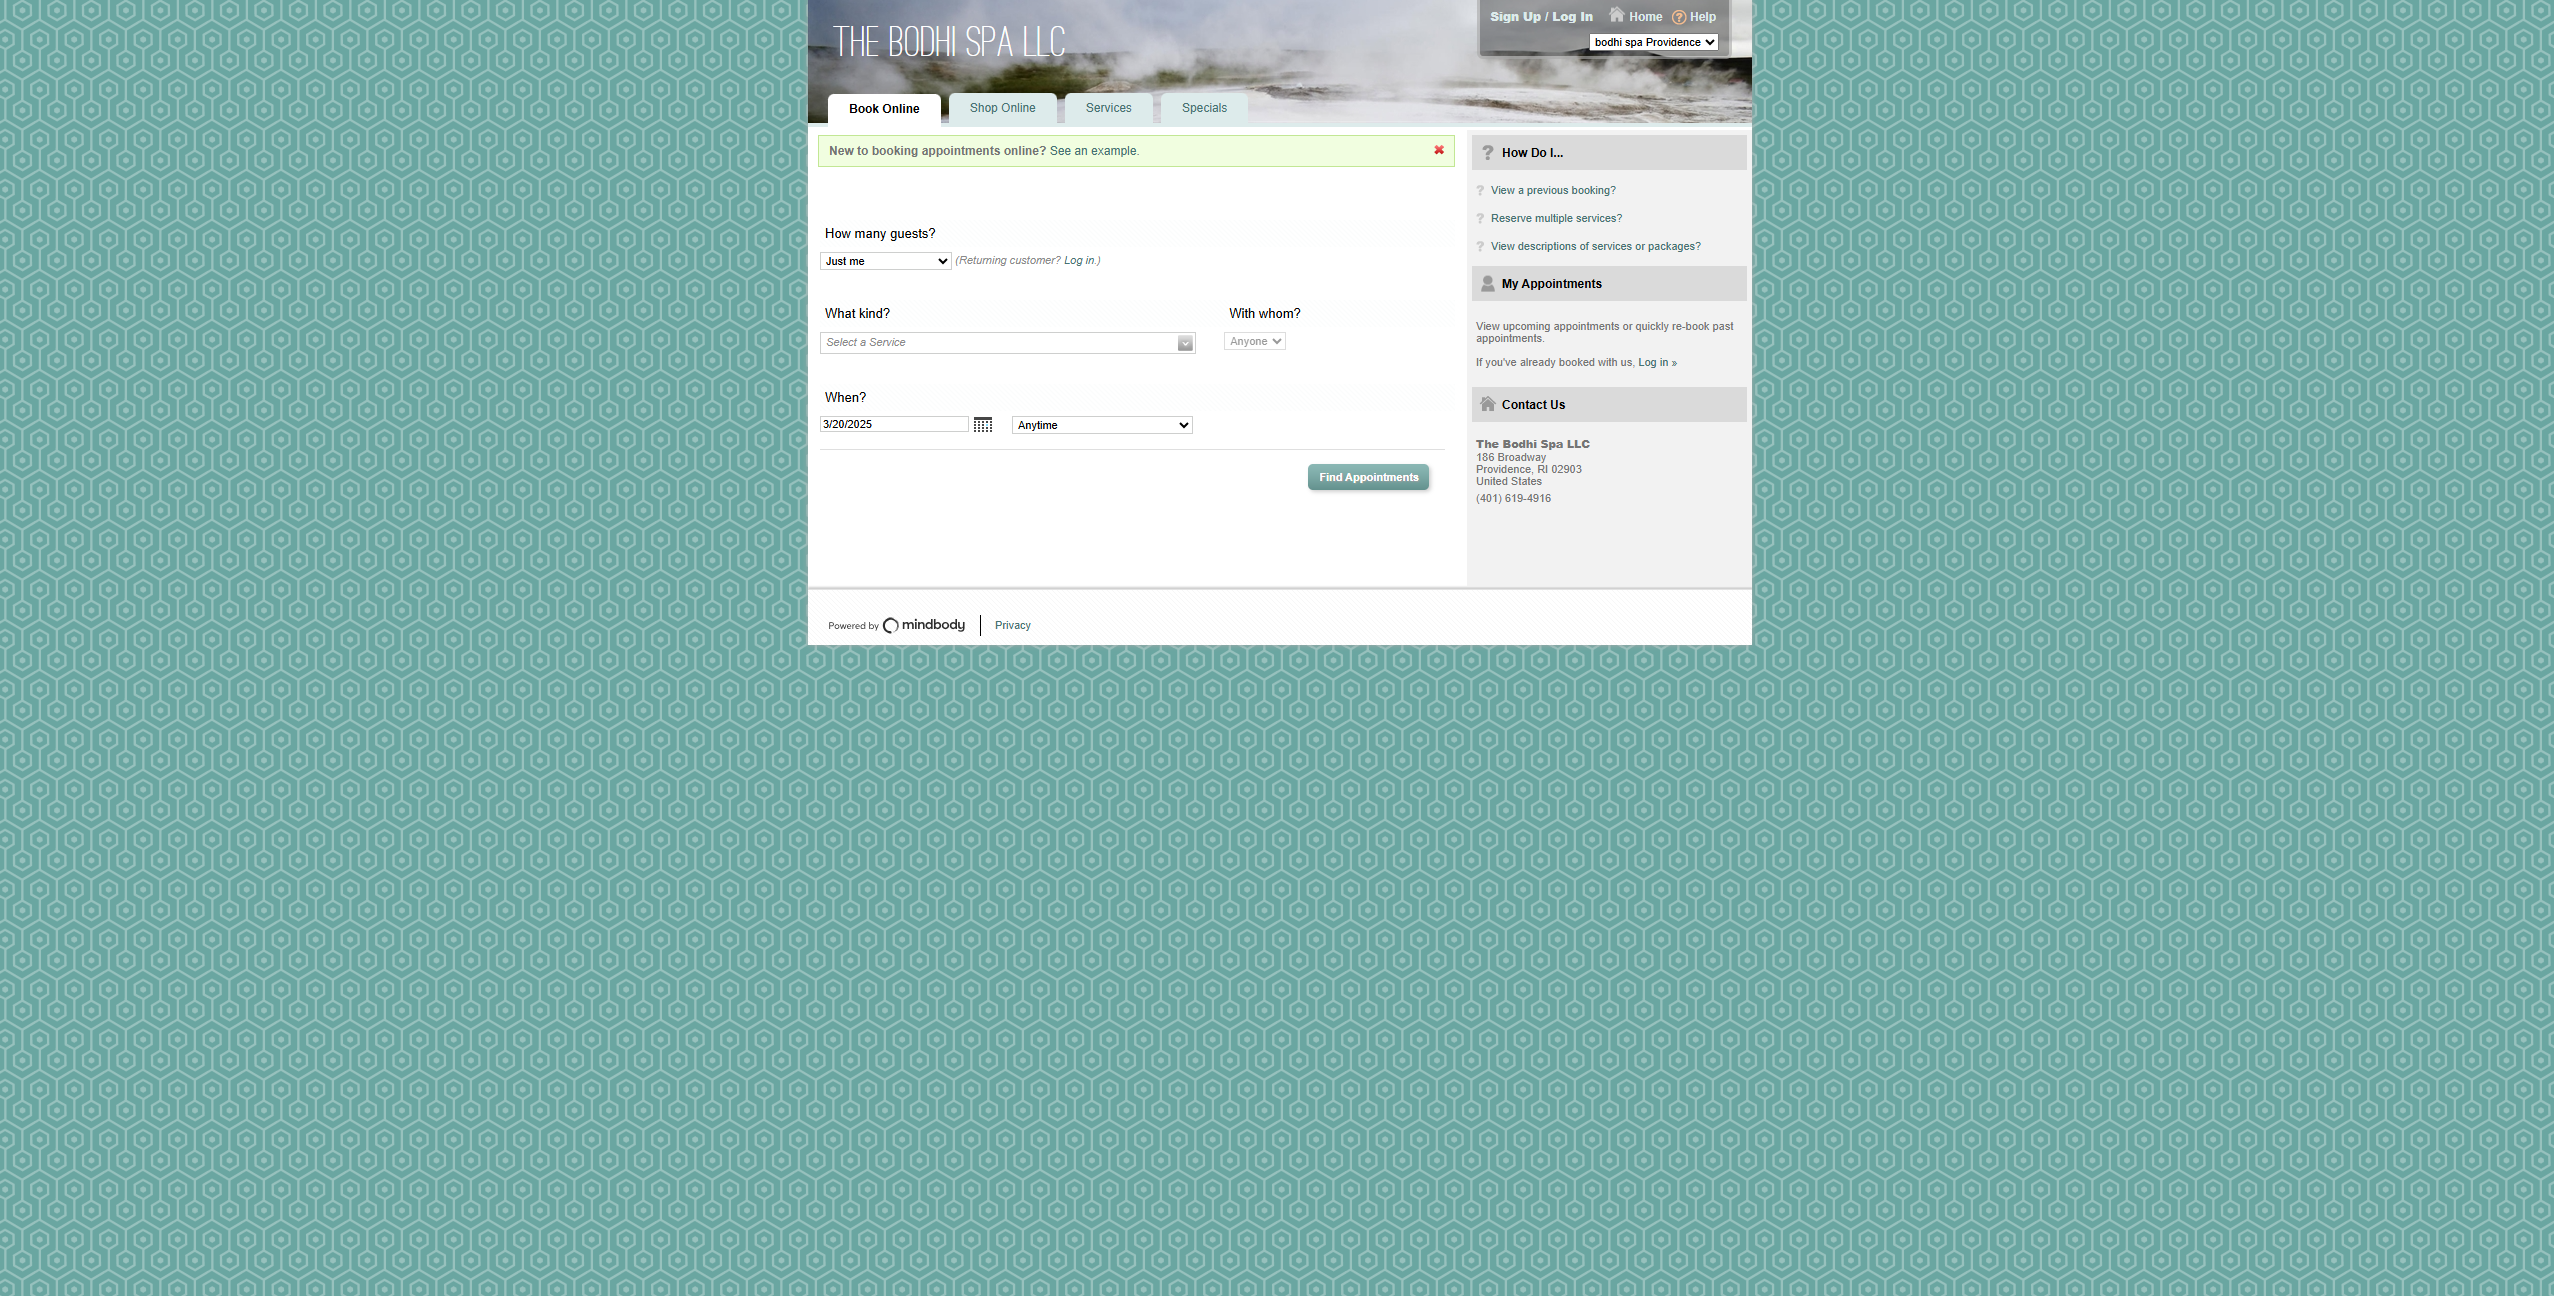 THE BODHI SPA LLC
Sign Up / Log In Home ? Help
bodhi spa Providence
Book Online Shop Online Services Specials
New to booking appointments online? See an example.
How many guests?
Just me (Returning customer? Log in.)
What kind? With whom?
Select a Service Anyone
When?
3/20/2025 Anytime
Find Appointments
? How Do I...
? View a previous booking?
? Reserve multiple services?
? View descriptions of services or packages?
My Appointments
View upcoming appointments or quickly re-book past
appointments.
If you've already booked with us, Log in »
Contact Us
The Bodhi Spa LLC
186 Broadway
Providence, RI 02903
United States
(401) 619-4916
Powered by mindbody Privacy